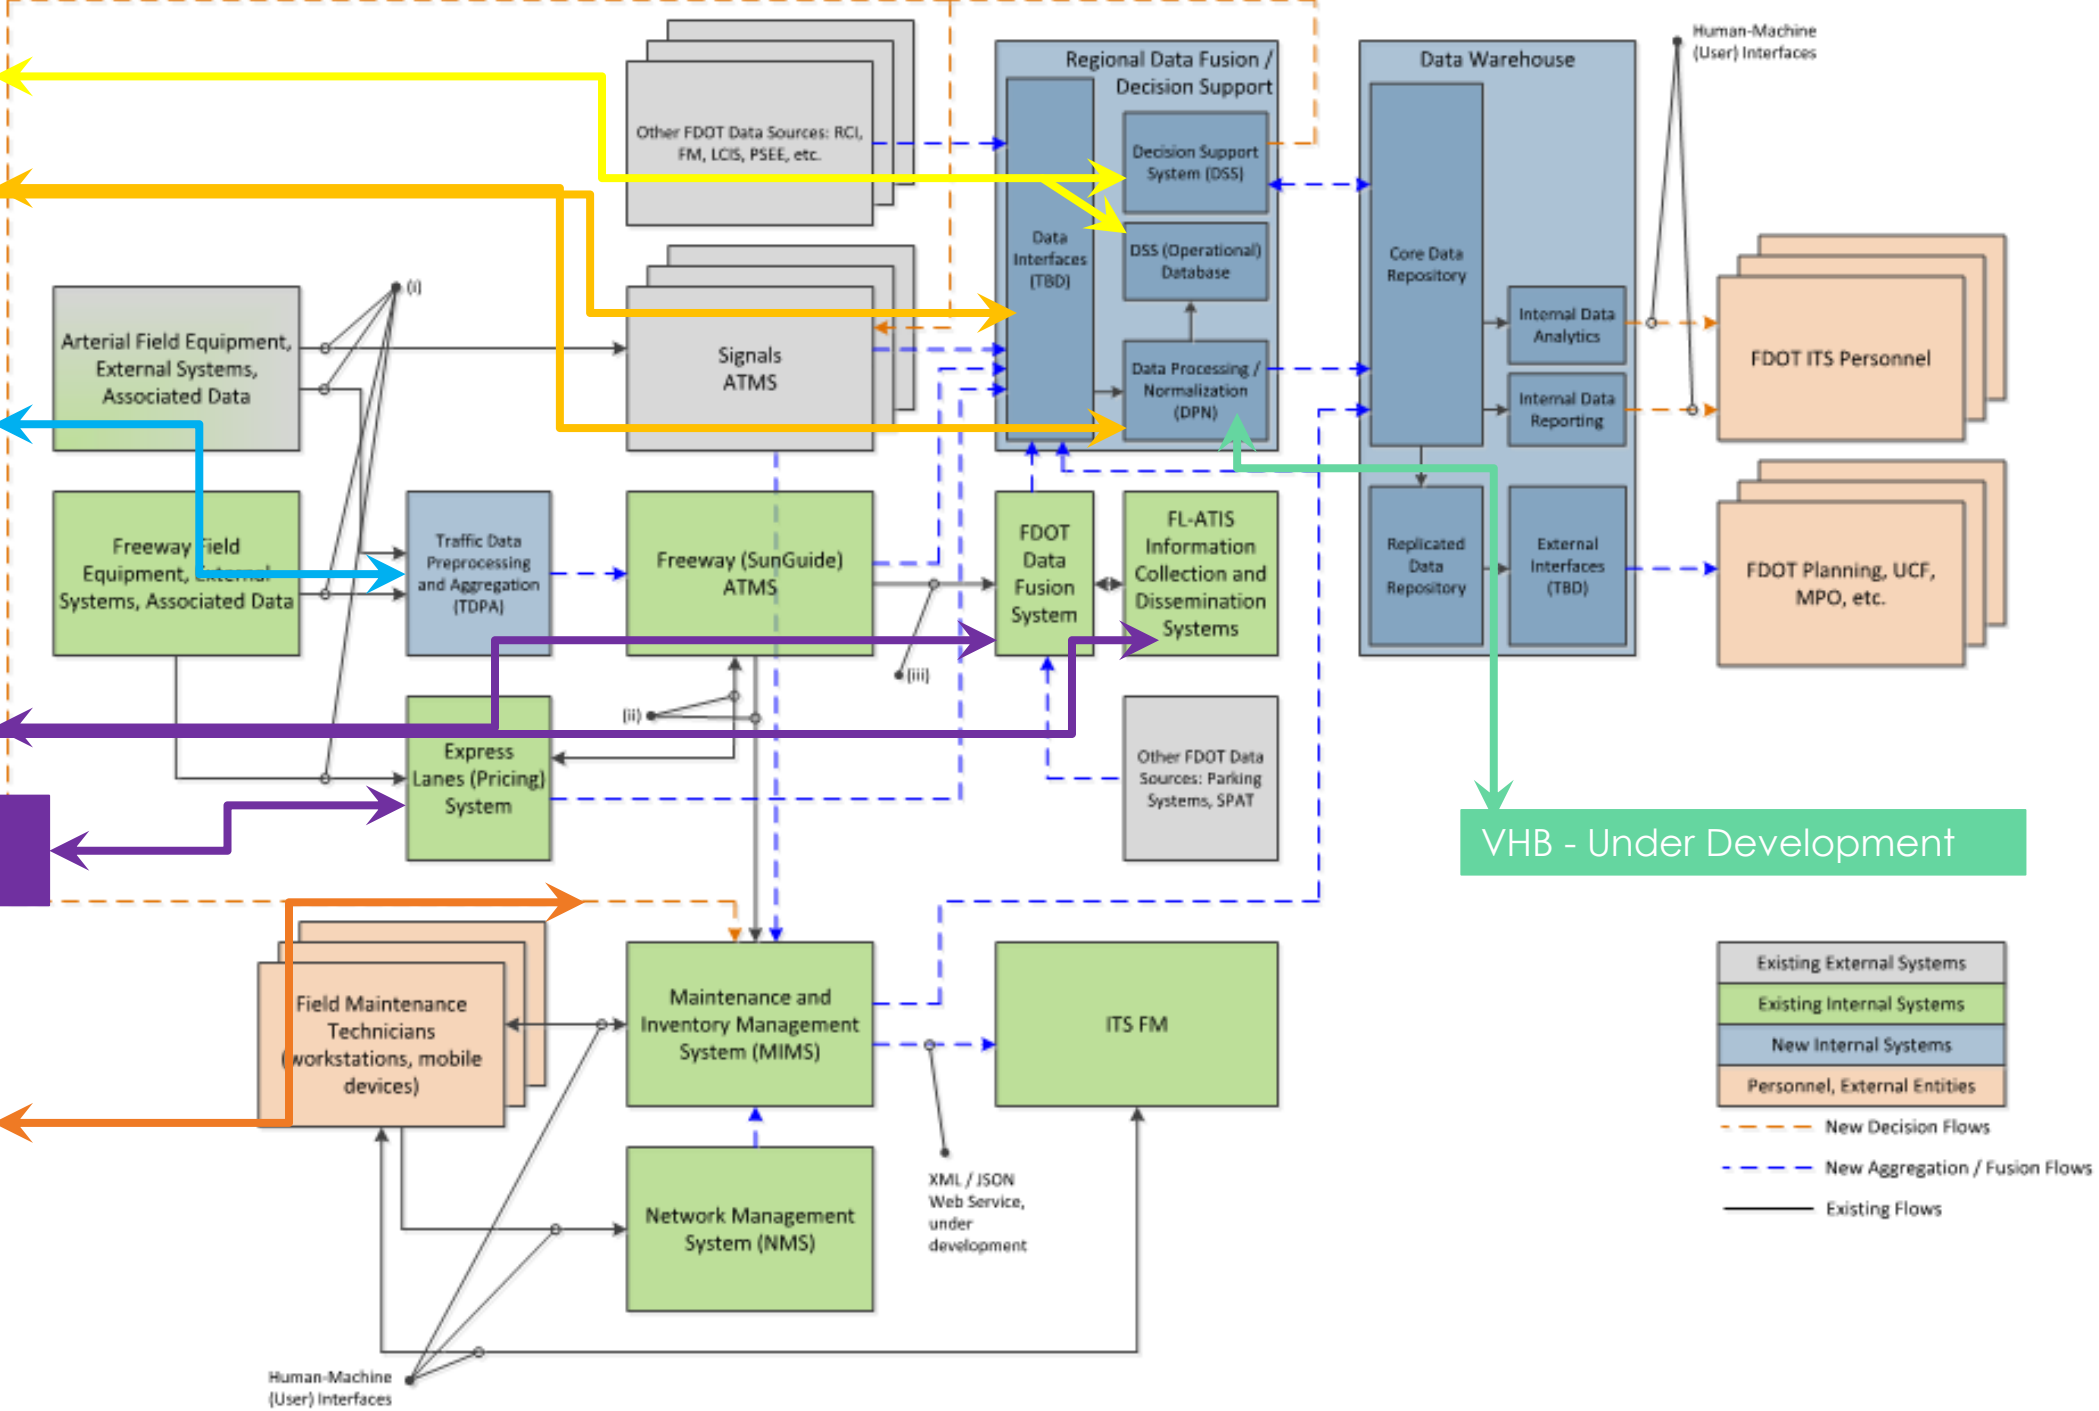 Human-Machine
(User) Interfaces
Regional Data Fusion /
Decision Support
Data Warehouse
Other FDOT Data Sources: RCI,
FM, LCIS, PSEE, etc.
Decision Support
System (DSS)
Data
Interfaces
(TBD)
DSS (Operational)
Database
Core Data
Repository
(i)
Arterial Field Equipment,
External Systems,
Associated Data
Signals
ATMS
Data Processing /
Normalization
(DPN)
Internal Data
Analytics
Internal Data
Reporting
FDOT ITS Personnel
Freeway Field
Equipment, External
Systems, Associated Data
Traffic Data
Preprocessing
and Aggregation
(TDPA)
Freeway (SunGuide)
ATMS
FDOT
Data
Fusion
System
FL-ATIS
Information
Collection and
Dissemination
Systems
Replicated
Data
Repository
External
Interfaces
(TBD)
FDOT Planning, UCF,
MPO, etc.
(iii)
(ii)
Express
Lanes (Pricing)
System
Other FDOT Data
Sources: Parking
Systems, SPAT
VHB - Under Development
Field Maintenance
Technicians
(workstations, mobile
devices)
Maintenance and
Inventory Management
System (MIMS)
ITS FM
Existing External Systems
Existing Internal Systems
New Internal Systems
Personnel, External Entities
New Decision Flows
New Aggregation / Fusion Flows
Existing Flows
XML / JSON
Web Service,
under
development
Network Management
System (NMS)
Human-Machine
(User) Interfaces